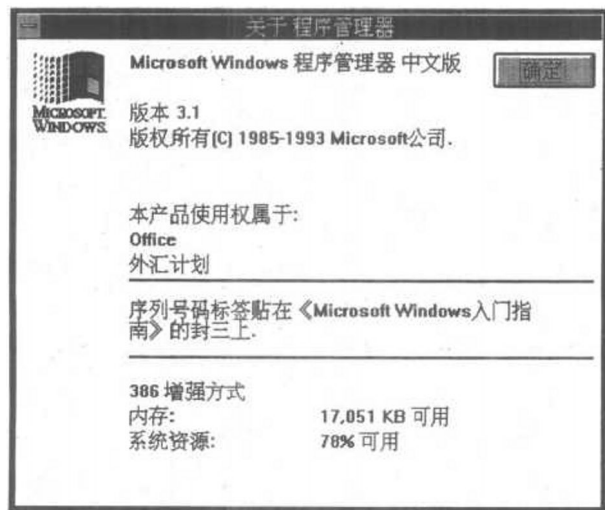 关于 程序管理器
MICROSOFT.
WINDOWS.
Microsoft Windows 程序管理器 中文版
确定
版本 3.1
版权所有(C) 1985-1993 Microsoft公司.
本产品使用权属于:
Office
外汇计划
序列号码标签贴在《Microsoft Windows入门指
南》的封三上.
386 增强方式
内存: 17,051 KB 可用
系统资源: 78% 可用